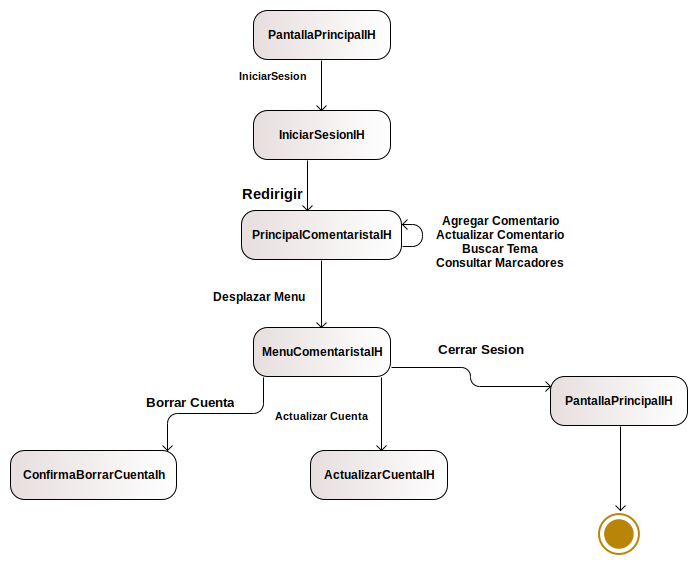 PantallaPrincipalIH
IniciarSesion
IniciarSesionIH
Redirigir
PrincipalComentaristaIH
Agregar Comentario
Actualizar Comentario
Buscar Tema
Consultar Marcadores
Desplazar Menu
MenuComentaristaIH
Cerrar Sesion
PantallaPrincipalIH
Borrar Cuenta
Actualizar Cuenta
ConfirmaBorrarCuentaIh
ActualizarCuentaIH